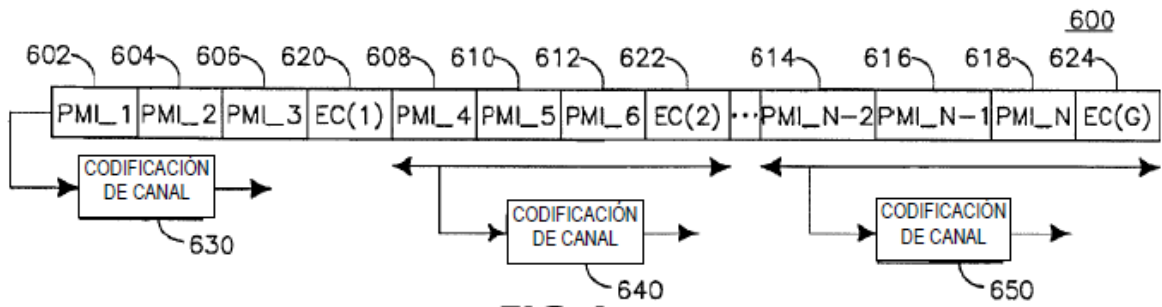 600
602 604 606 620 608 610 612 622 614 616 618 624
PMI_1 PMI_2 PMI_3 EC(1) PMI_4 PMI_5 PMI_6 EC(2) ... PMI_N-2 PMI_N-1 PMI_N EC(G)
CODIFICACIÓN
DE CANAL
630
CODIFICACIÓN
DE CANAL
640
CODIFICACIÓN
DE CANAL
650